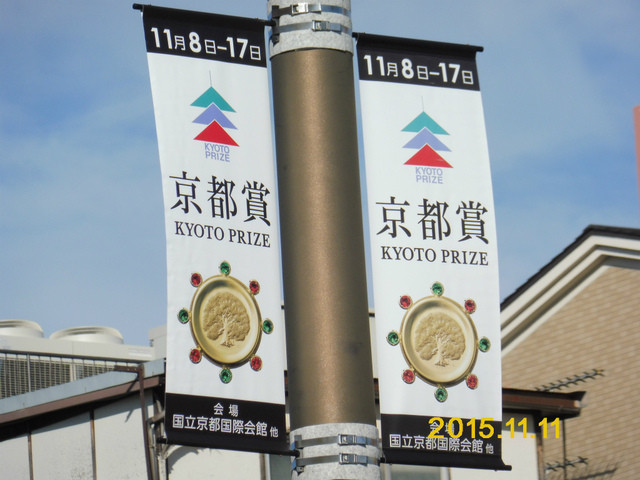 11月8日–17日
KYOTO
PRIZE
京都賞
KYOTO PRIZE
会場
国立京都国際会館 他
11月8日–17日
KYOTO
PRIZE
京都賞
KYOTO PRIZE
会場
国立京都国際会館 他
2015.11.11